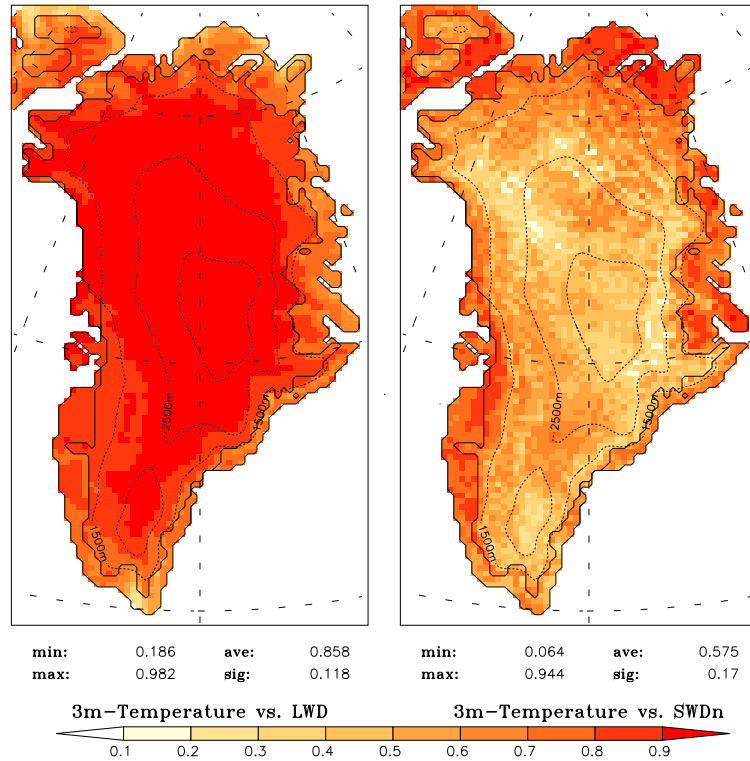 2500m
1500m
1500m
2500m
1500m
1500m
min: 0.186 ave: 0.858 min: 0.064 ave: 0.575
max: 0.982 sig: 0.118 max: 0.944 sig: 0.17
3m-Temperature vs. LWD 3m-Temperature vs. SWDn
0.1 0.2 0.3 0.4 0.5 0.6 0.7 0.8 0.9